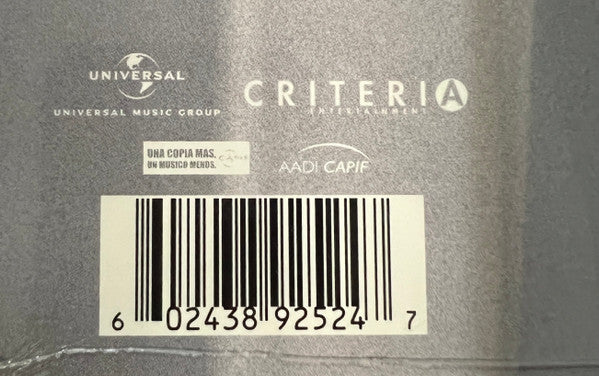 UNIVERSAL
UNIVERSAL MUSIC GROUP
CRITERIA
ENTERTAINMENT
UNA COPIA MAS,
UN MUSICO MENOS.
AADI CAPIF
6 02438 92524 7